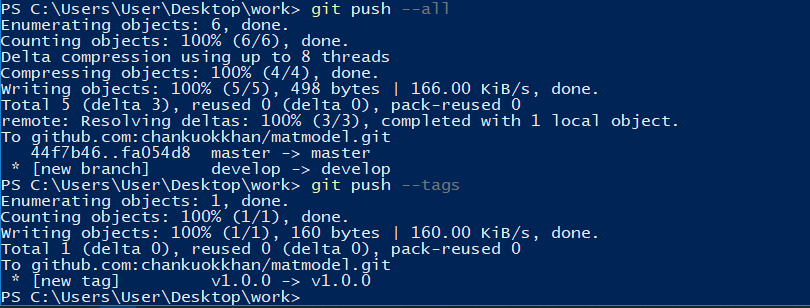 PS C:\Users\User\Desktop\work> git push --all
Enumerating objects: 6, done.
Counting objects: 100% (6/6), done.
Delta compression using up to 8 threads
Compressing objects: 100% (4/4), done.
Writing objects: 100% (5/5), 498 bytes | 166.00 KiB/s, done.
Total 5 (delta 3), reused 0 (delta 0), pack-reused 0
remote: Resolving deltas: 100% (3/3), completed with 1 local object.
To github.com:chankuokkhan/matmodel.git
   44f7b46..fa054d8  master -> master
 * [new branch]      develop -> develop
PS C:\Users\User\Desktop\work> git push --tags
Enumerating objects: 1, done.
Counting objects: 100% (1/1), done.
Writing objects: 100% (1/1), 160 bytes | 160.00 KiB/s, done.
Total 1 (delta 0), reused 0 (delta 0), pack-reused 0
To github.com:chankuokkhan/matmodel.git
 * [new tag]         v1.0.0 -> v1.0.0
PS C:\Users\User\Desktop\work>